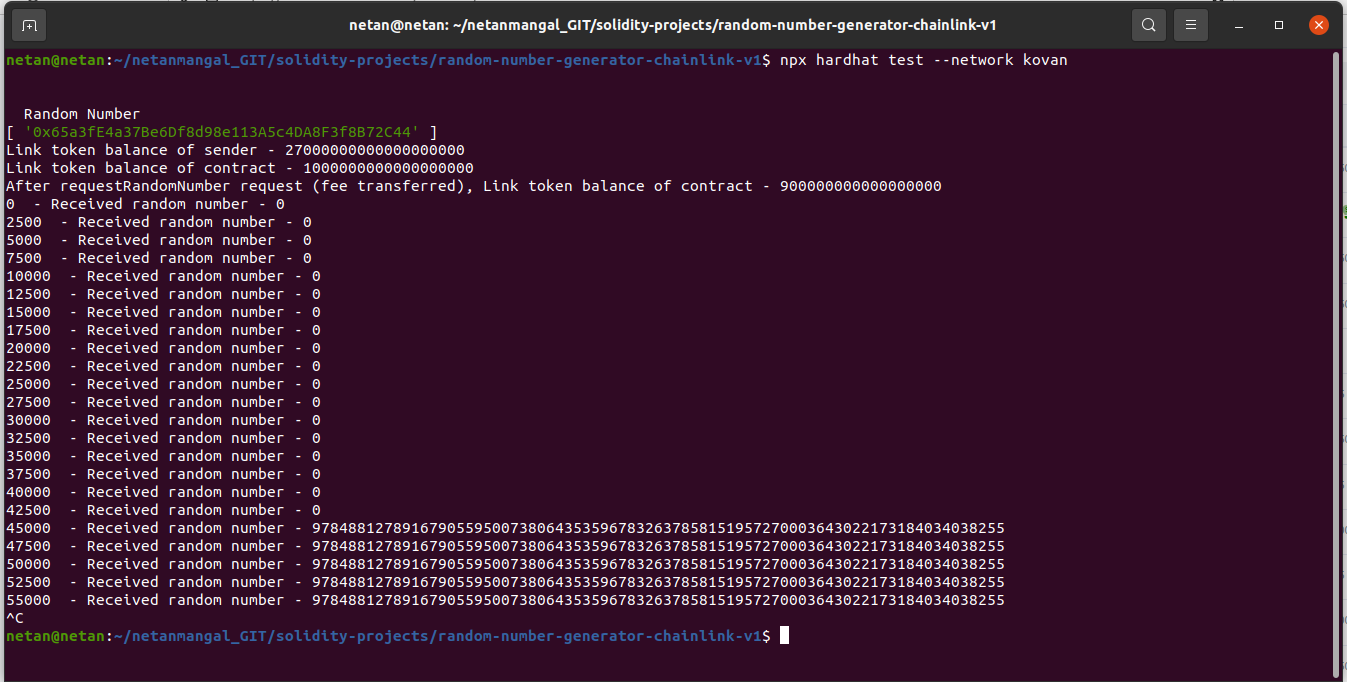 netan@netan: ~/netanmangal_GIT/solidity-projects/random-number-generator-chainlink-v1
netan@netan:~/netanmangal_GIT/solidity-projects/random-number-generator-chainlink-v1$ npx hardhat test --network kovan
Random Number
[ '0x65a3fE4a37Be6Df8d98e113A5c4DA8F3f8B72C44' ]
Link token balance of sender - 27000000000000000000
Link token balance of contract - 1000000000000000000
After requestRandomNumber request (fee transferred), Link token balance of contract - 900000000000000000
0  - Received random number - 0
2500  - Received random number - 0
5000  - Received random number - 0
7500  - Received random number - 0
10000  - Received random number - 0
12500  - Received random number - 0
15000  - Received random number - 0
17500  - Received random number - 0
20000  - Received random number - 0
22500  - Received random number - 0
25000  - Received random number - 0
27500  - Received random number - 0
30000  - Received random number - 0
32500  - Received random number - 0
35000  - Received random number - 0
37500  - Received random number - 0
40000  - Received random number - 0
42500  - Received random number - 0
45000  - Received random number - 97848812789167905595007380643535967832637858151957270003643022173184034038255
47500  - Received random number - 97848812789167905595007380643535967832637858151957270003643022173184034038255
50000  - Received random number - 97848812789167905595007380643535967832637858151957270003643022173184034038255
52500  - Received random number - 97848812789167905595007380643535967832637858151957270003643022173184034038255
55000  - Received random number - 97848812789167905595007380643535967832637858151957270003643022173184034038255
^C
netan@netan:~/netanmangal_GIT/solidity-projects/random-number-generator-chainlink-v1$